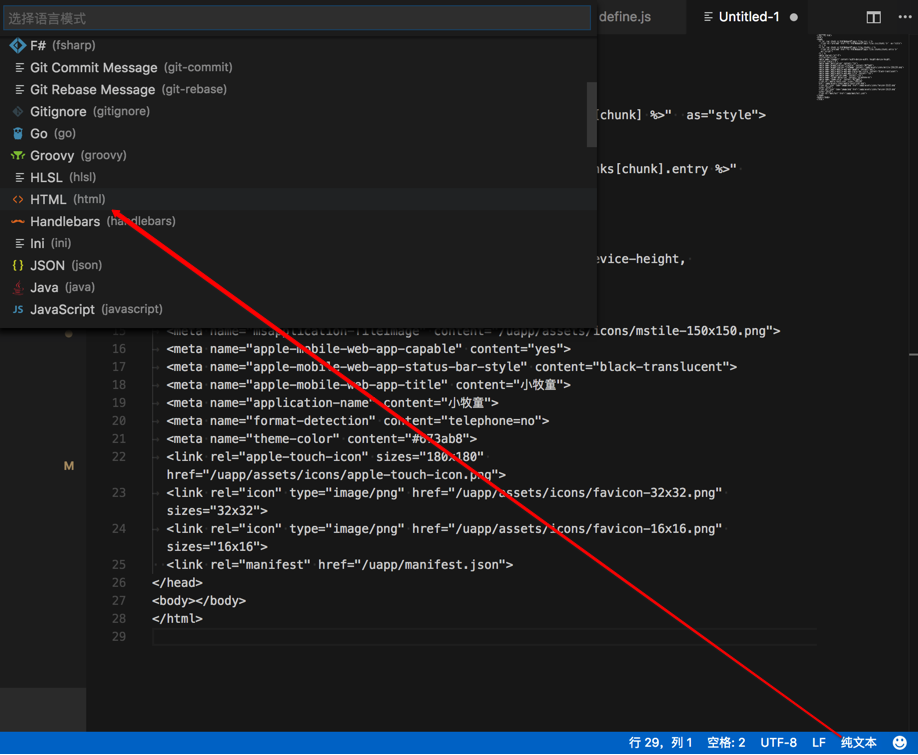 选择语言模式
define.js
Untitled-1
F# (fsharp)
Git Commit Message (git-commit)
Git Rebase Message (git-rebase)
Gitignore (gitignore)
Go (go)
Groovy (groovy)
HLSL (hlsl)
HTML (html)
Handlebars (handlebars)
Ini (ini)
JSON (json)
Java (java)
JS JavaScript (javascript)
[chunk] %>" as="style">
nks[chunk].entry %>"
evice-height,
15 <meta name="msapplication-TileImage" content="/uapp/assets/icons/mstile-150x150.png">
16 <meta name="apple-mobile-web-app-capable" content="yes">
17 <meta name="apple-mobile-web-app-status-bar-style" content="black-translucent">
18 <meta name="apple-mobile-web-app-title" content="小牧童">
19 <meta name="application-name" content="小牧童">
20 <meta name="format-detection" content="telephone=no">
21 <meta name="theme-color" content="#673ab8">
22 <link rel="apple-touch-icon" sizes="180x180"
href="/uapp/assets/icons/apple-touch-icon.png">
M
23 <link rel="icon" type="image/png" href="/uapp/assets/icons/favicon-32x32.png"
sizes="32x32">
24 <link rel="icon" type="image/png" href="/uapp/assets/icons/favicon-16x16.png"
sizes="16x16">
25 <link rel="manifest" href="/uapp/manifest.json">
26 </head>
27 <body></body>
28 </html>
29
行 29，列 1 空格: 2 UTF-8 LF 纯文本